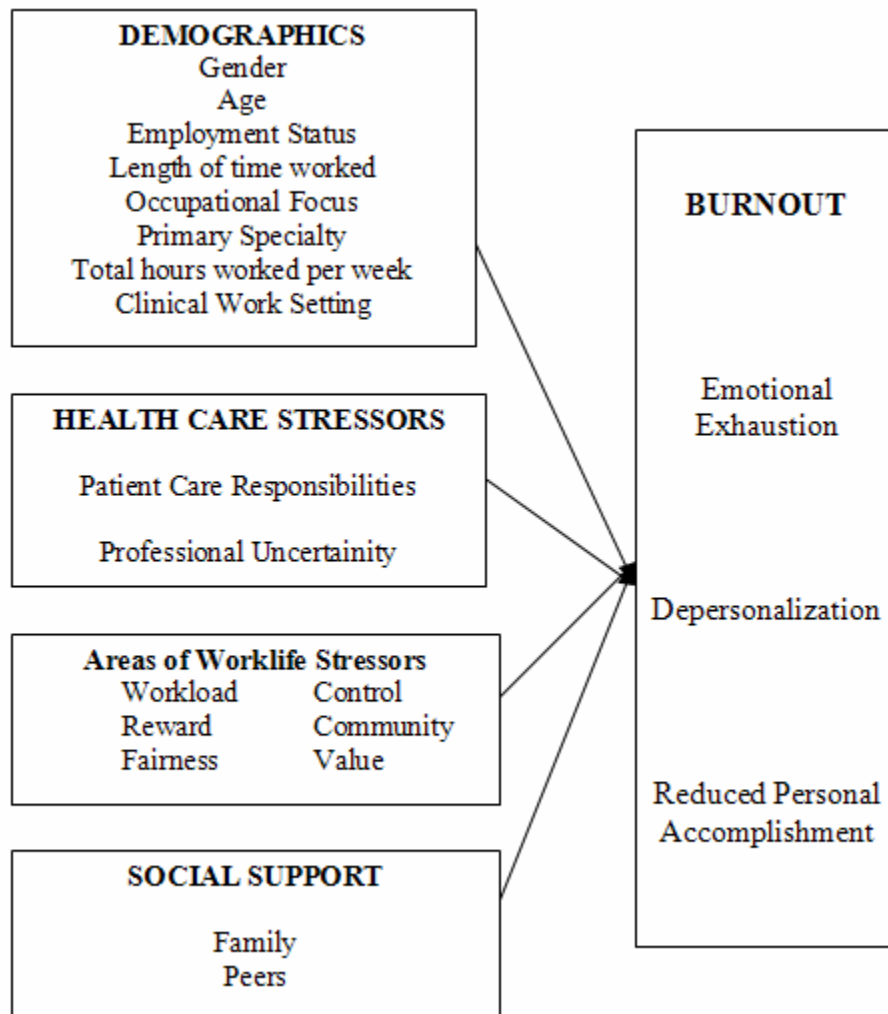 DEMOGRAPHICS
Gender
Age
Employment Status
Length of time worked
Occupational Focus
Primary Specialty
Total hours worked per week
Clinical Work Setting
HEALTH CARE STRESSORS
Patient Care Responsibilities
Professional Uncertainity
Areas of Worklife Stressors
Workload Control
Reward Community
Fairness Value
SOCIAL SUPPORT
Family
Peers
BURNOUT
Emotional
Exhaustion
Depersonalization
Reduced Personal
Accomplishment